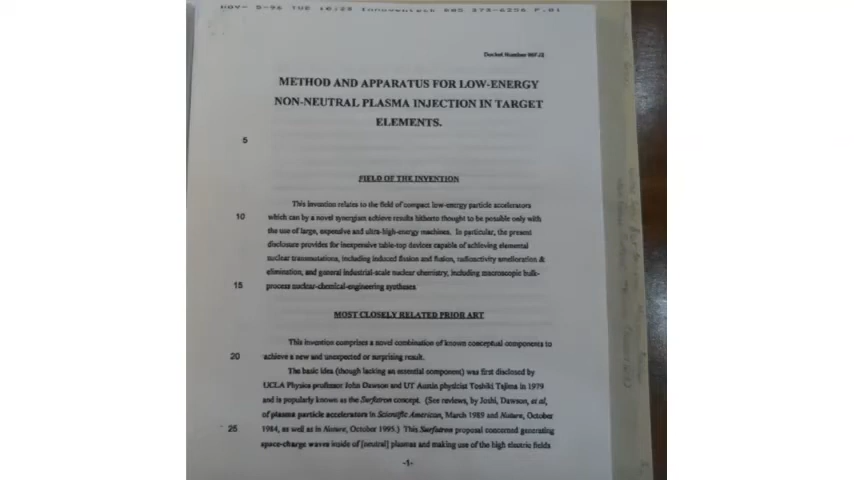 NOV- 5-96 TUE 16:29
Docket Number
METHOD AND APPARATUS FOR LOW-ENERGY
NON-NEUTRAL PLASMA INJECTION IN TARGET
ELEMENTS.
5
FIELD OF THE INVENTION
This invention relates to the field of compact low-energy particle accelerators
10 which can by a novel synergism achieve results hitherto thought to be possible only with
the use of large, expensive and ultra-high-energy machines. In particular, the present
disclosure provides for inexpensive table-top devices capable of achieving elemental
nuclear transmutations, including induced fission and fusion, radioactivity amelioration &
elimination, and general industrial-scale nuclear chemistry, including macroscopic bulk-
15 process nuclear-chemical-engineering syntheses
MOST CLOSELY RELATED PRIOR ART
This invention comprises a novel combination of known conceptual components to
20 achieve a new and unexpected or surprising result.
The basic idea (though lacking an essential component) was first disclosed by
UCLA Physics professor John Dawson and UT Austin physicist Toshiki Tajima in 1979
and is popularly known as the Surfatron concept. (See reviews, by Joshi, Dawson, et al,
of plasma particle accelerators in Scientific American, March 1989 and Nature, October
25 1984, as well as in Nature, October 1995.) This Surfatron proposal concerned generating
space-charge waves inside of [neutral] plasmas and making use of the high electric fields
-1-